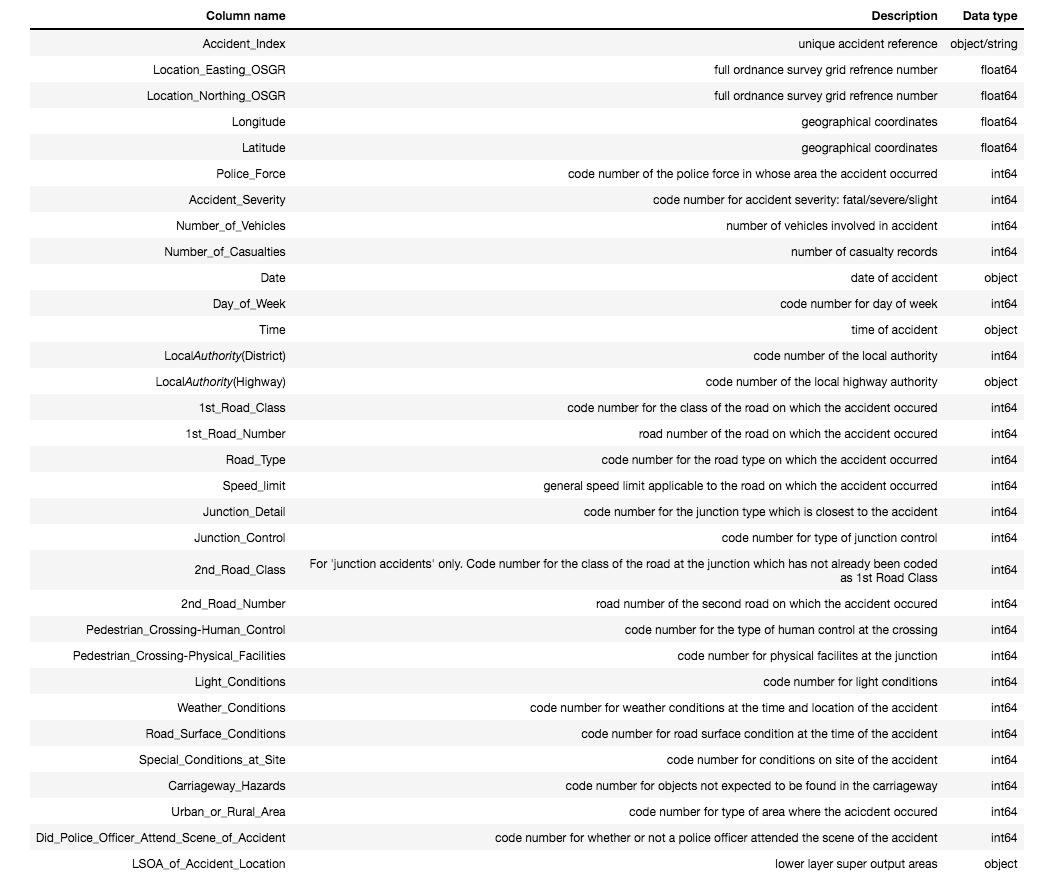 Column name Description Data type
Accident_Index unique accident reference object/string
Location_Easting_OSGR full ordnance survey grid refrence number float64
Location_Northing_OSGR full ordnance survey grid refrence number float64
Longitude geographical coordinates float64
Latitude geographical coordinates float64
Police_Force code number of the police force in whose area the accident occurred int64
Accident_Severity code number for accident severity: fatal/severe/slight int64
Number_of_Vehicles number of vehicles involved in accident int64
Number_of_Casualties number of casualty records int64
Date date of accident object
Day_of_Week code number for day of week int64
Time time of accident object
LocalAuthority(District) code number of the local authority int64
LocalAuthority(Highway) code number of the local highway authority object
1st_Road_Class code number for the class of the road on which the accident occured int64
1st_Road_Number road number of the road on which the accident occured int64
Road_Type code number for the road type on which the accident occurred int64
Speed_limit general speed limit applicable to the road on which the accident occurred int64
Junction_Detail code number for the junction type which is closest to the accident int64
Junction_Control code number for type of junction control int64
2nd_Road_Class For 'junction accidents' only. Code number for the class of the road at the junction which has not already been coded
as 1st Road Class int64
2nd_Road_Number road number of the second road on which the accident occured int64
Pedestrian_Crossing-Human_Control code number for the type of human control at the crossing int64
Pedestrian_Crossing-Physical_Facilities code number for physical facilites at the junction int64
Light_Conditions code number for light conditions int64
Weather_Conditions code number for weather conditions at the time and location of the accident int64
Road_Surface_Conditions code number for road surface condition at the time of the accident int64
Special_Conditions_at_Site code number for conditions on site of the accident int64
Carriageway_Hazards code number for objects not expected to be found in the carriageway int64
Urban_or_Rural_Area code number for type of area where the acicdent occured int64
Did_Police_Officer_Attend_Scene_of_Accident code number for whether or not a police officer attended the scene of the accident int64
LSOA_of_Accident_Location lower layer super output areas object